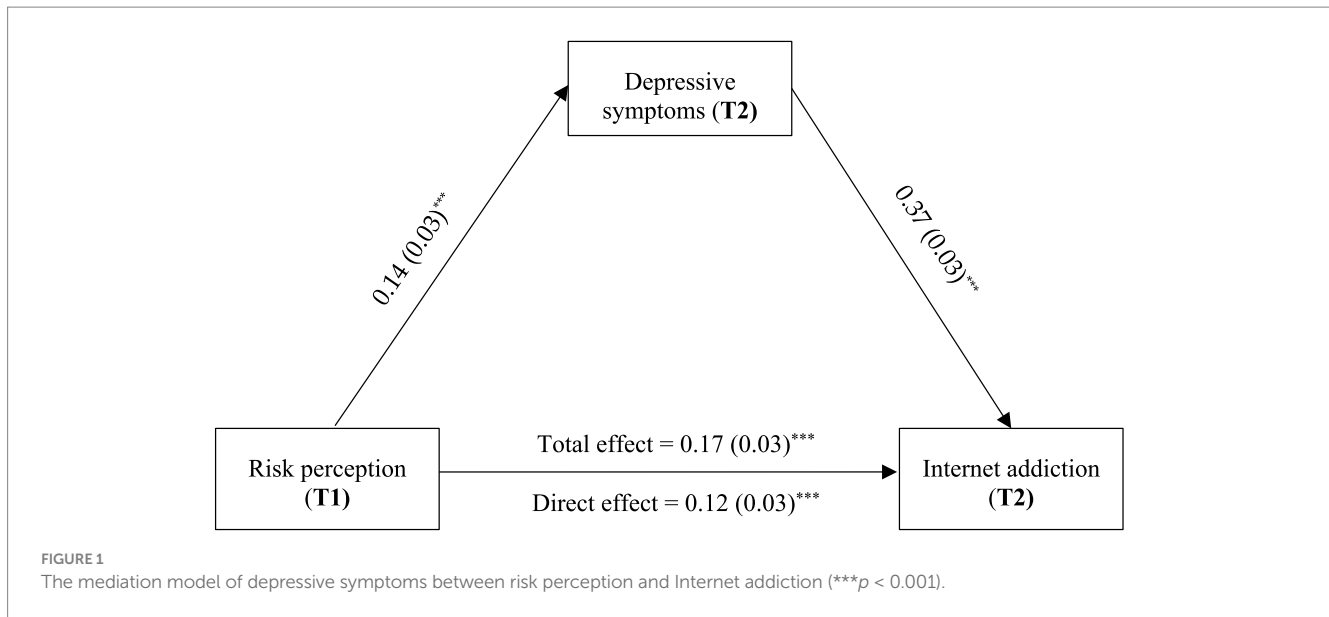 Depressive
symptoms (T2)
0.14 (0.03)***
0.37 (0.03)***
Risk perception
(T1)
Total effect = 0.17 (0.03)***
Direct effect = 0.12 (0.03)***
Internet addiction
(T2)
FIGURE 1
The mediation model of depressive symptoms between risk perception and Internet addiction (***p < 0.001).